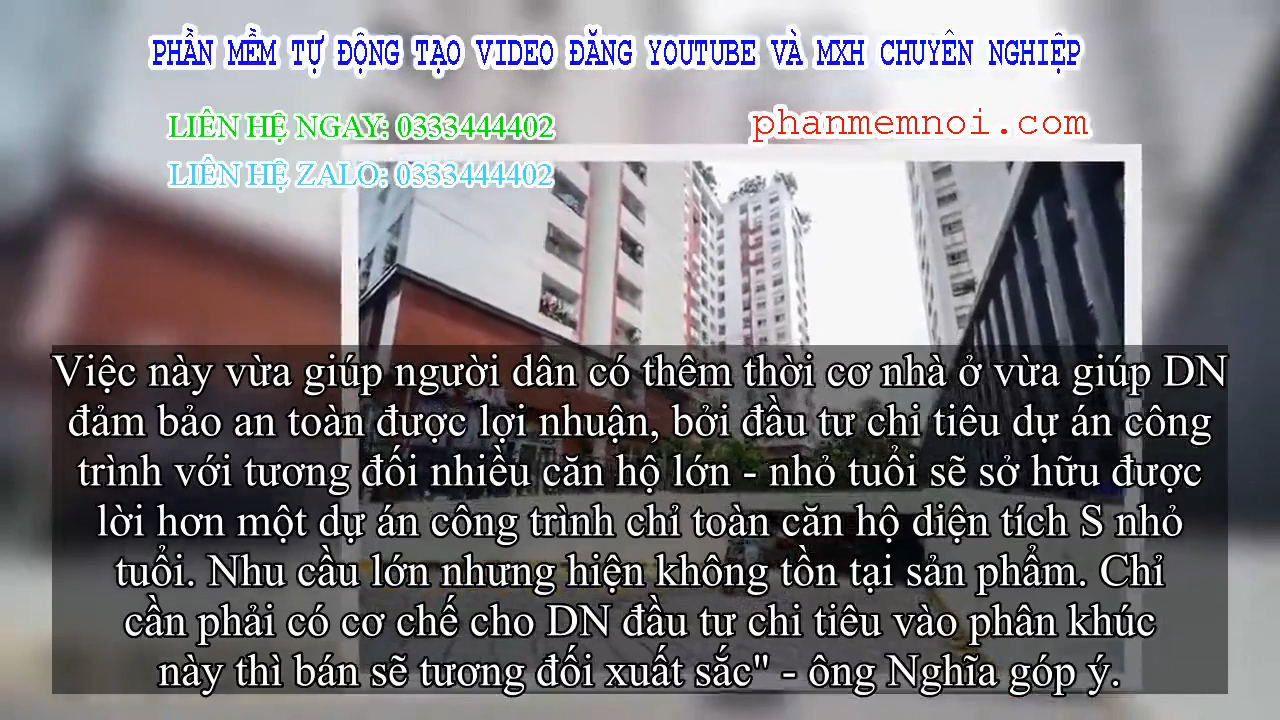 PHẦN MỀM TỰ ĐỘNG TẠO VIDEO ĐĂNG YOUTUBE VÀ MXH CHUYÊN NGHIỆP
LIÊN HỆ NGAY: 0333444402
phanmemnoi.com
LIÊN HỆ ZALO: 0333444402
Việc này vừa giúp người dân có thêm thời cơ nhà ở vừa giúp DN
đảm bảo an toàn được lợi nhuận, bởi đầu tư chi tiêu dự án công
trình với tương đối nhiều căn hộ lớn - nhỏ tuổi sẽ sở hữu được
lời hơn một dự án công trình chỉ toàn căn hộ diện tích S nhỏ
tuổi. Nhu cầu lớn nhưng hiện không tồn tại sản phẩm. Chỉ
cần phải có cơ chế cho DN đầu tư chi tiêu vào phân khúc
này thì bán sẽ tương đối xuất sắc" - ông Nghĩa góp ý.